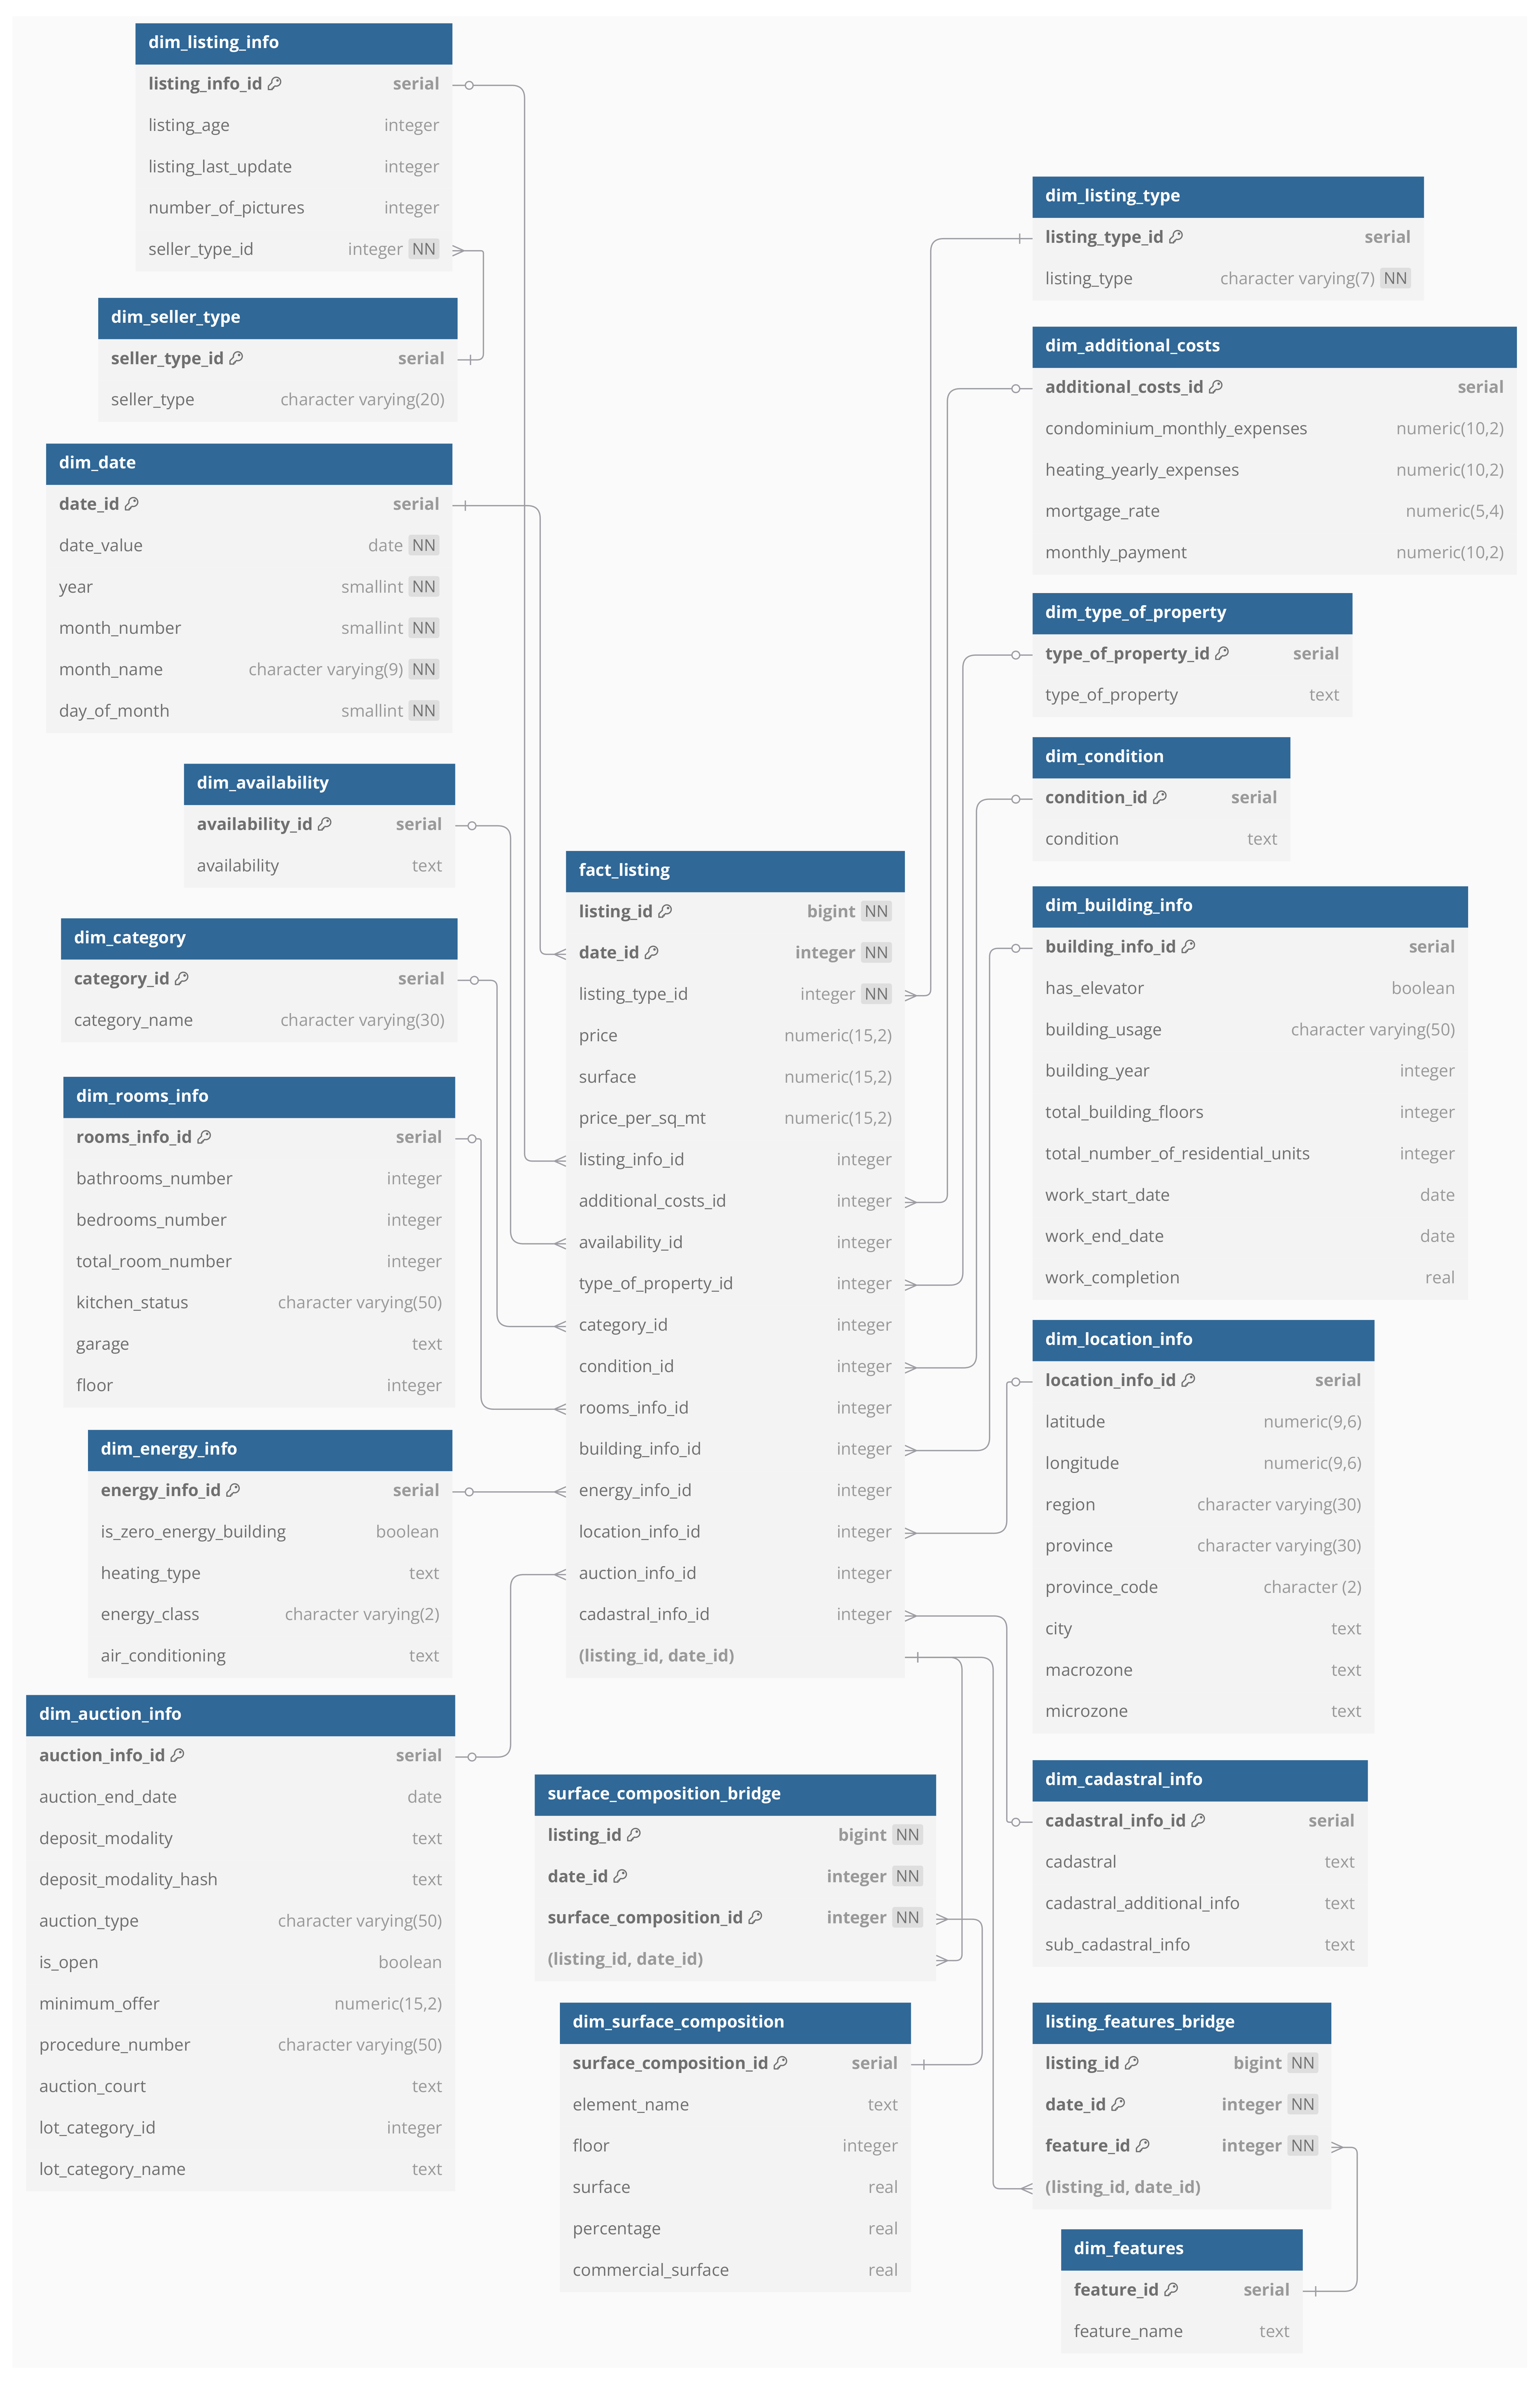 dim_listing_info
listing_info_id serial
listing_age integer
listing_last_update integer
number_of_pictures integer
seller_type_id integer NN
dim_seller_type
seller_type_id serial
seller_type character varying(20)
dim_date
date_id serial
date_value date NN
year smallint NN
month_number smallint NN
month_name character varying(9) NN
day_of_month smallint NN
dim_availability
availability_id serial
availability text
dim_category
category_id serial
category_name character varying(30)
dim_rooms_info
rooms_info_id serial
bathrooms_number integer
bedrooms_number integer
total_room_number integer
kitchen_status character varying(50)
garage text
floor integer
dim_energy_info
energy_info_id serial
is_zero_energy_building boolean
heating_type text
energy_class character varying(2)
air_conditioning text
dim_auction_info
auction_info_id serial
auction_end_date date
deposit_modality text
deposit_modality_hash text
auction_type character varying(50)
is_open boolean
minimum_offer numeric(15,2)
procedure_number character varying(50)
auction_court text
lot_category_id integer
lot_category_name text
fact_listing
listing_id bigint NN
date_id integer NN
listing_type_id integer NN
price numeric(15,2)
surface numeric(15,2)
price_per_sq_mt numeric(15,2)
listing_info_id integer
additional_costs_id integer
availability_id integer
type_of_property_id integer
category_id integer
condition_id integer
rooms_info_id integer
building_info_id integer
energy_info_id integer
location_info_id integer
auction_info_id integer
cadastral_info_id integer
(listing_id, date_id)
surface_composition_bridge
listing_id bigint NN
date_id integer NN
surface_composition_id integer NN
(listing_id, date_id)
dim_surface_composition
surface_composition_id serial
element_name text
floor integer
surface real
percentage real
commercial_surface real
dim_listing_type
listing_type_id serial
listing_type character varying(7) NN
dim_additional_costs
additional_costs_id serial
condominium_monthly_expenses numeric(10,2)
heating_yearly_expenses numeric(10,2)
mortgage_rate numeric(5,4)
monthly_payment numeric(10,2)
dim_type_of_property
type_of_property_id serial
type_of_property text
dim_condition
condition_id serial
condition text
dim_building_info
building_info_id serial
has_elevator boolean
building_usage character varying(50)
building_year integer
total_building_floors integer
total_number_of_residential_units integer
work_start_date date
work_end_date date
work_completion real
dim_location_info
location_info_id serial
latitude numeric(9,6)
longitude numeric(9,6)
region character varying(30)
province character varying(30)
province_code character (2)
city text
macrozone text
microzone text
dim_cadastral_info
cadastral_info_id serial
cadastral text
cadastral_additional_info text
sub_cadastral_info text
listing_features_bridge
listing_id bigint NN
date_id integer NN
feature_id integer NN
(listing_id, date_id)
dim_features
feature_id serial
feature_name text